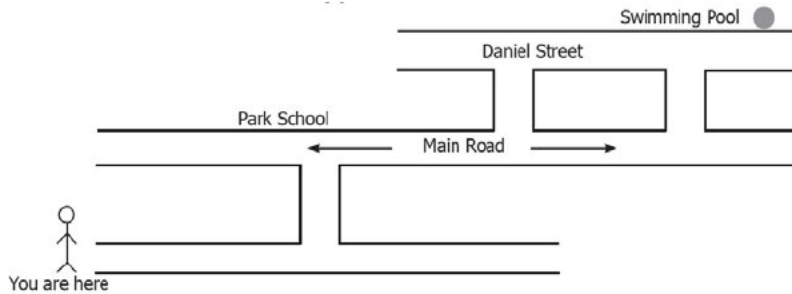 Swimming Pool
Daniel Street
Park School
Main Road
You are here